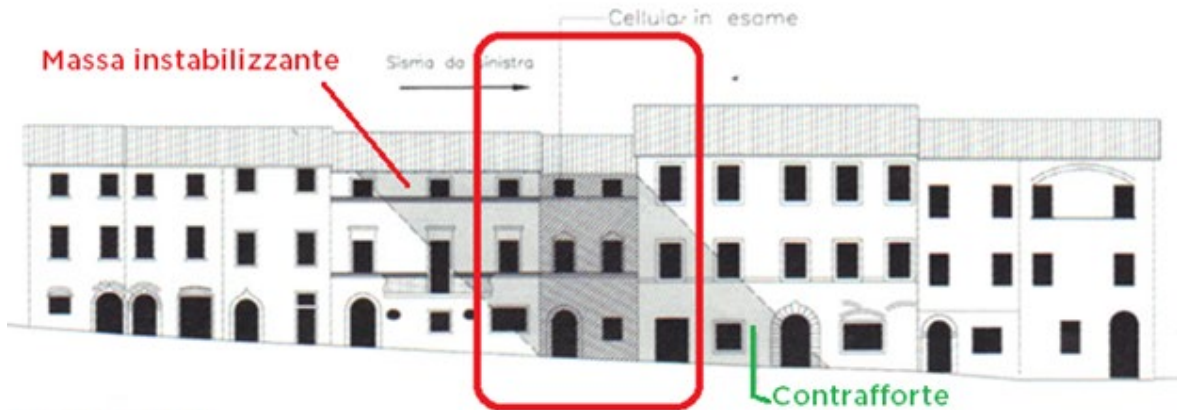 Cellula in esame
Massa instabilizzante
Sisma da sinistra
Contrafforte